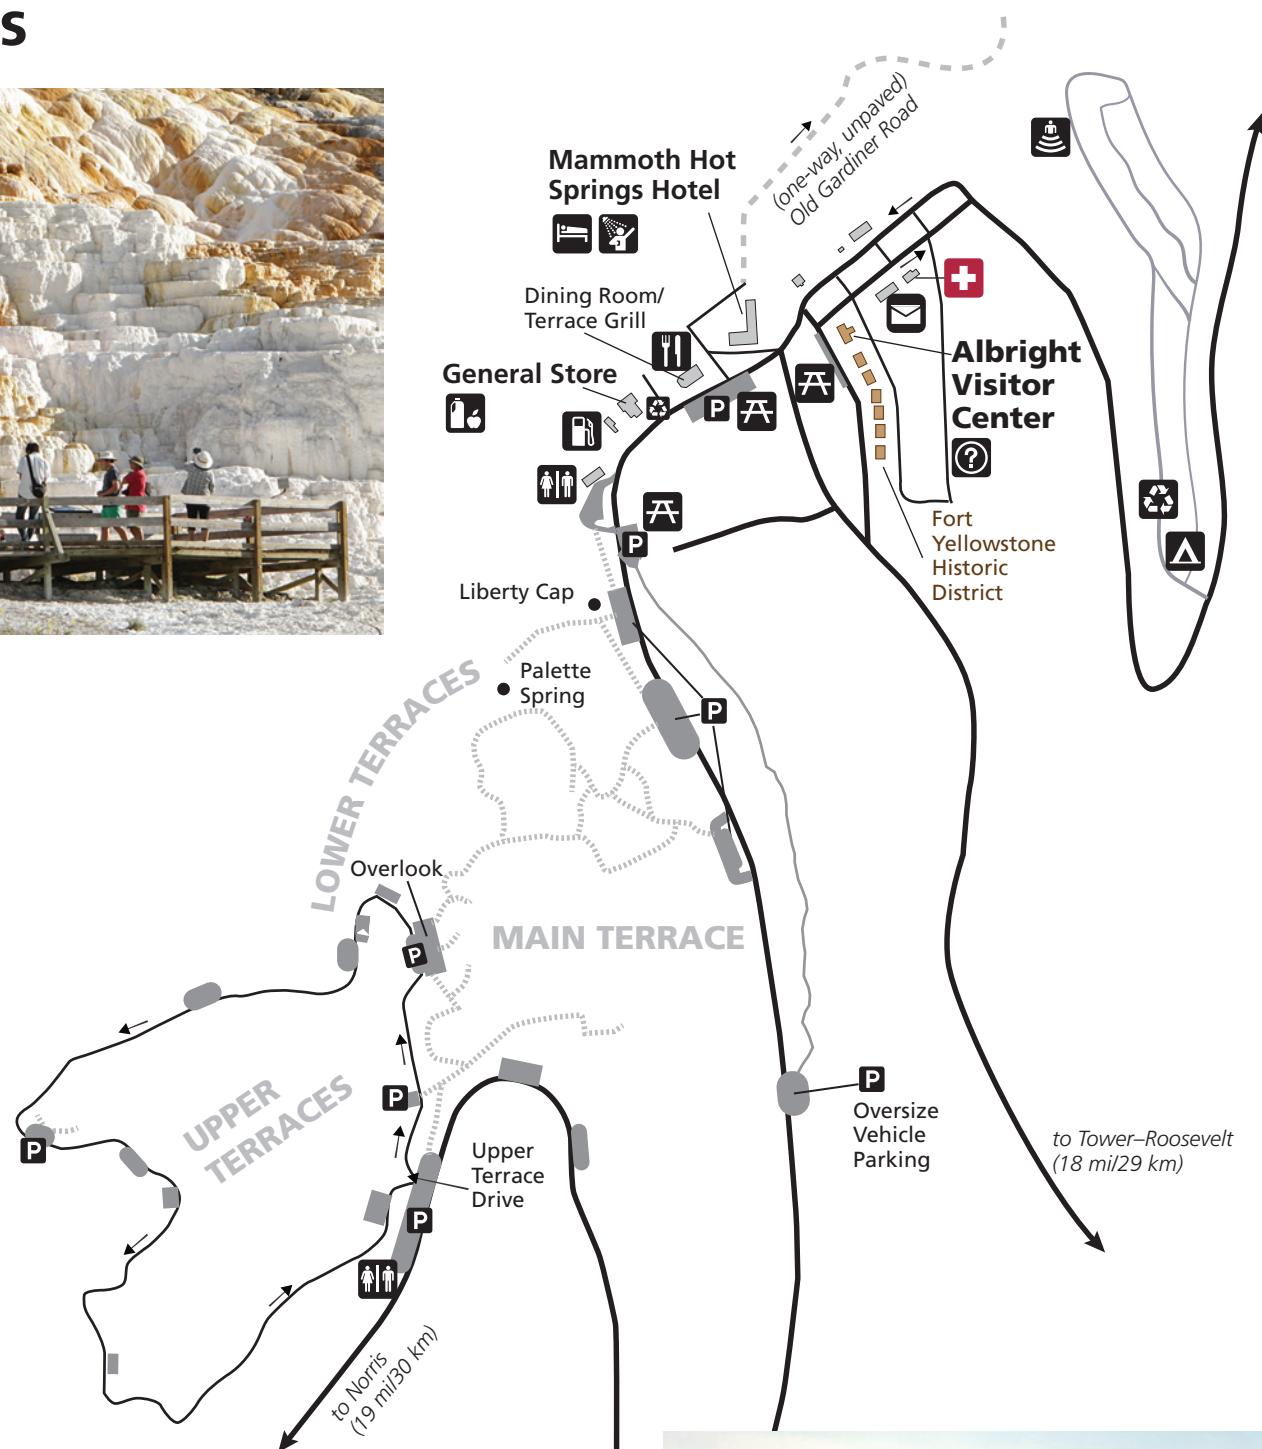 s
(one-way, unpaved)
Old Gardiner Road
Mammoth Hot
Springs Hotel
Dining Room/
Terrace Grill
General Store
P
Albright
Visitor
Center
?
Fort
Yellowstone
Historic
District
P
Liberty Cap
Palette
Spring
P
LOWER TERRACES
Overlook
P
MAIN TERRACE
UPPER
TERRACES
P
P
P
Oversize
Vehicle
Parking
to Tower–Roosevelt
(18 mi/29 km)
Upper
Terrace
Drive
P
to Norris
(19 mi/30 km)